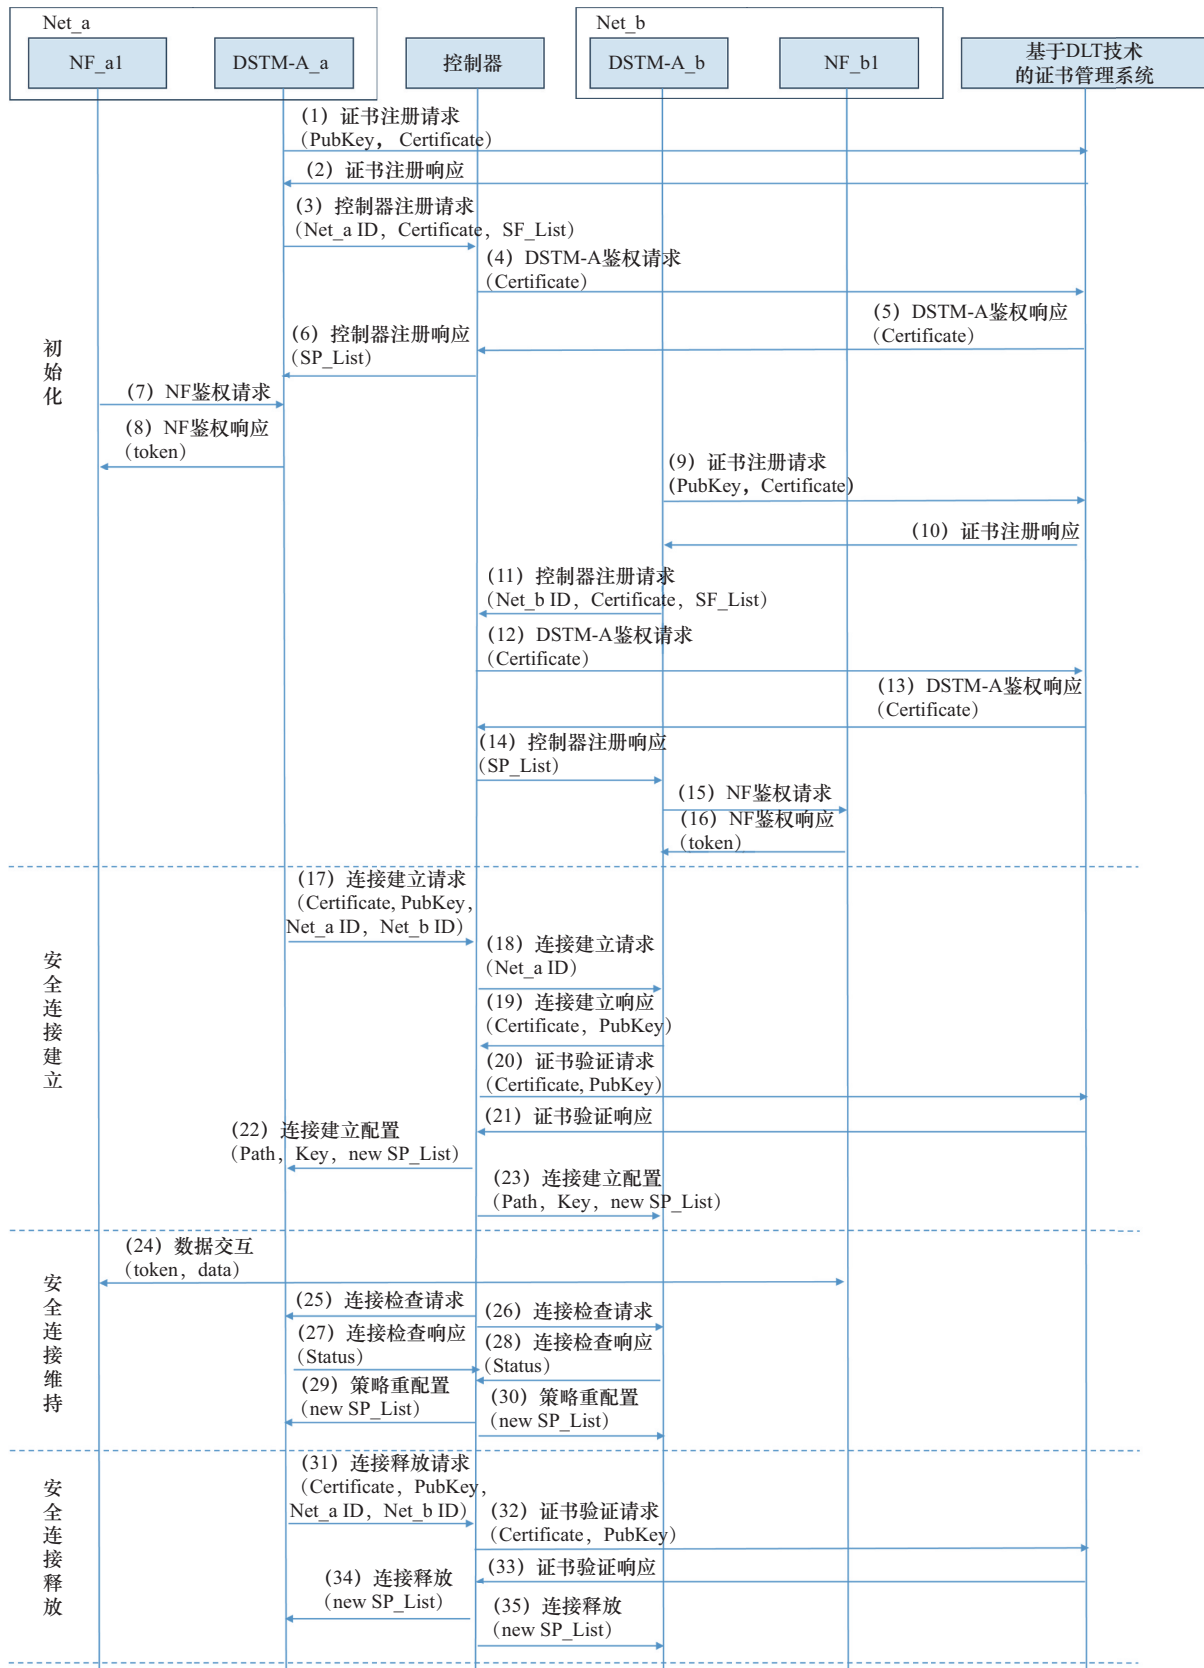 Net_a
Net_b
NF_a1
DSTM-A_a
控制器
DSTM-A_b
NF_b1
基于DLT技术
的证书管理系统
初始化
(1) 证书注册请求
(PubKey, Certificate)
(2) 证书注册响应
(3) 控制器注册请求
(Net_a ID, Certificate, SF_List)
(4) DSTM-A鉴权请求
(Certificate)
(5) DSTM-A鉴权响应
(Certificate)
(6) 控制器注册响应
(SP_List)
(7) NF鉴权请求
(8) NF鉴权响应
(token)
(9) 证书注册请求
(PubKey, Certificate)
(10) 证书注册响应
(11) 控制器注册请求
(Net_b ID, Certificate, SF_List)
(12) DSTM-A鉴权请求
(Certificate)
(13) DSTM-A鉴权响应
(Certificate)
(14) 控制器注册响应
(SP_List)
(15) NF鉴权请求
(16) NF鉴权响应
(token)
安全连接建立
(17) 连接建立请求
(Certificate, PubKey,
Net_a ID, Net_b ID)
(18) 连接建立请求
(Net_a ID)
(19) 连接建立响应
(Certificate, PubKey)
(20) 证书验证请求
(Certificate, PubKey)
(21) 证书验证响应
(22) 连接建立配置
(Path, Key, new SP_List)
(23) 连接建立配置
(Path, Key, new SP_List)
安全连接维持
(24) 数据交互
(token, data)
(25) 连接检查请求
(26) 连接检查请求
(27) 连接检查响应
(Status)
(28) 连接检查响应
(Status)
(29) 策略重配置
(new SP_List)
(30) 策略重配置
(new SP_List)
安全连接释放
(31) 连接释放请求
(Certificate, PubKey,
Net_a ID, Net_b ID)
(32) 证书验证请求
(Certificate, PubKey)
(33) 证书验证响应
(34) 连接释放
(new SP_List)
(35) 连接释放
(new SP_List)